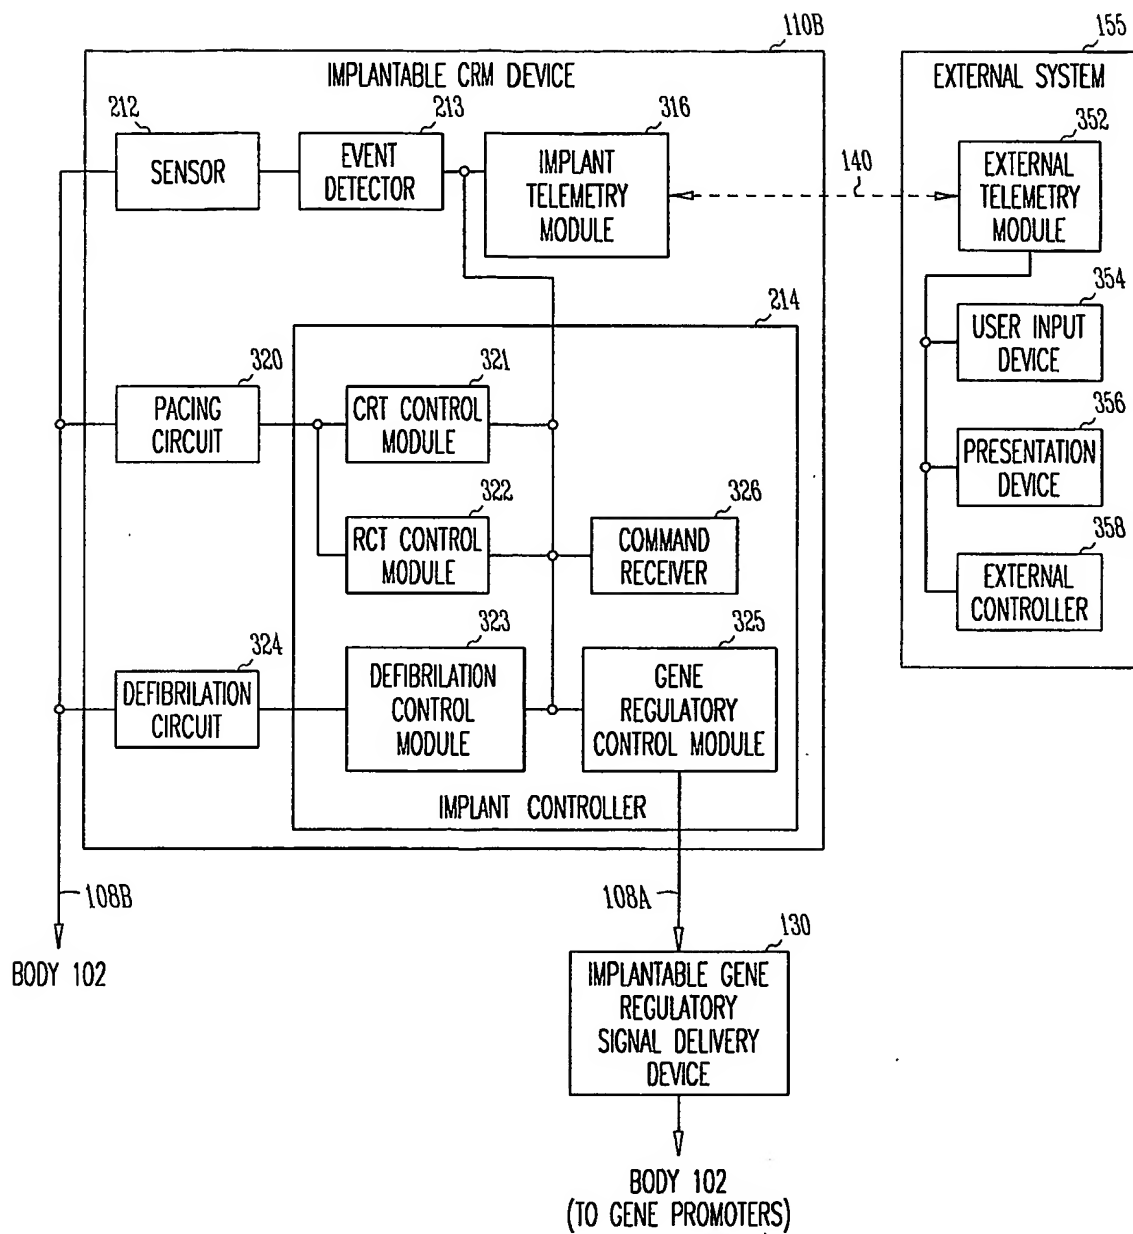 110B
155
IMPLANTABLE CRM DEVICE
EXTERNAL SYSTEM
212
213
316
352
SENSOR
EVENT
DETECTOR
IMPLANT
TELEMETRY
MODULE
140
EXTERNAL
TELEMETRY
MODULE
214
354
USER INPUT
DEVICE
320
321
PACING
CIRCUIT
CRT CONTROL
MODULE
356
PRESENTATION
DEVICE
322
326
RCT CONTROL
MODULE
COMMAND
RECEIVER
358
EXTERNAL
CONTROLLER
324
323
325
DEFIBRILATION
CIRCUIT
DEFIBRILATION
CONTROL
MODULE
GENE
REGULATORY
CONTROL MODULE
IMPLANT CONTROLLER
108B
108A
BODY 102
130
IMPLANTABLE GENE
REGULATORY
SIGNAL DELIVERY
DEVICE
BODY 102
(TO GENE PROMOTERS)